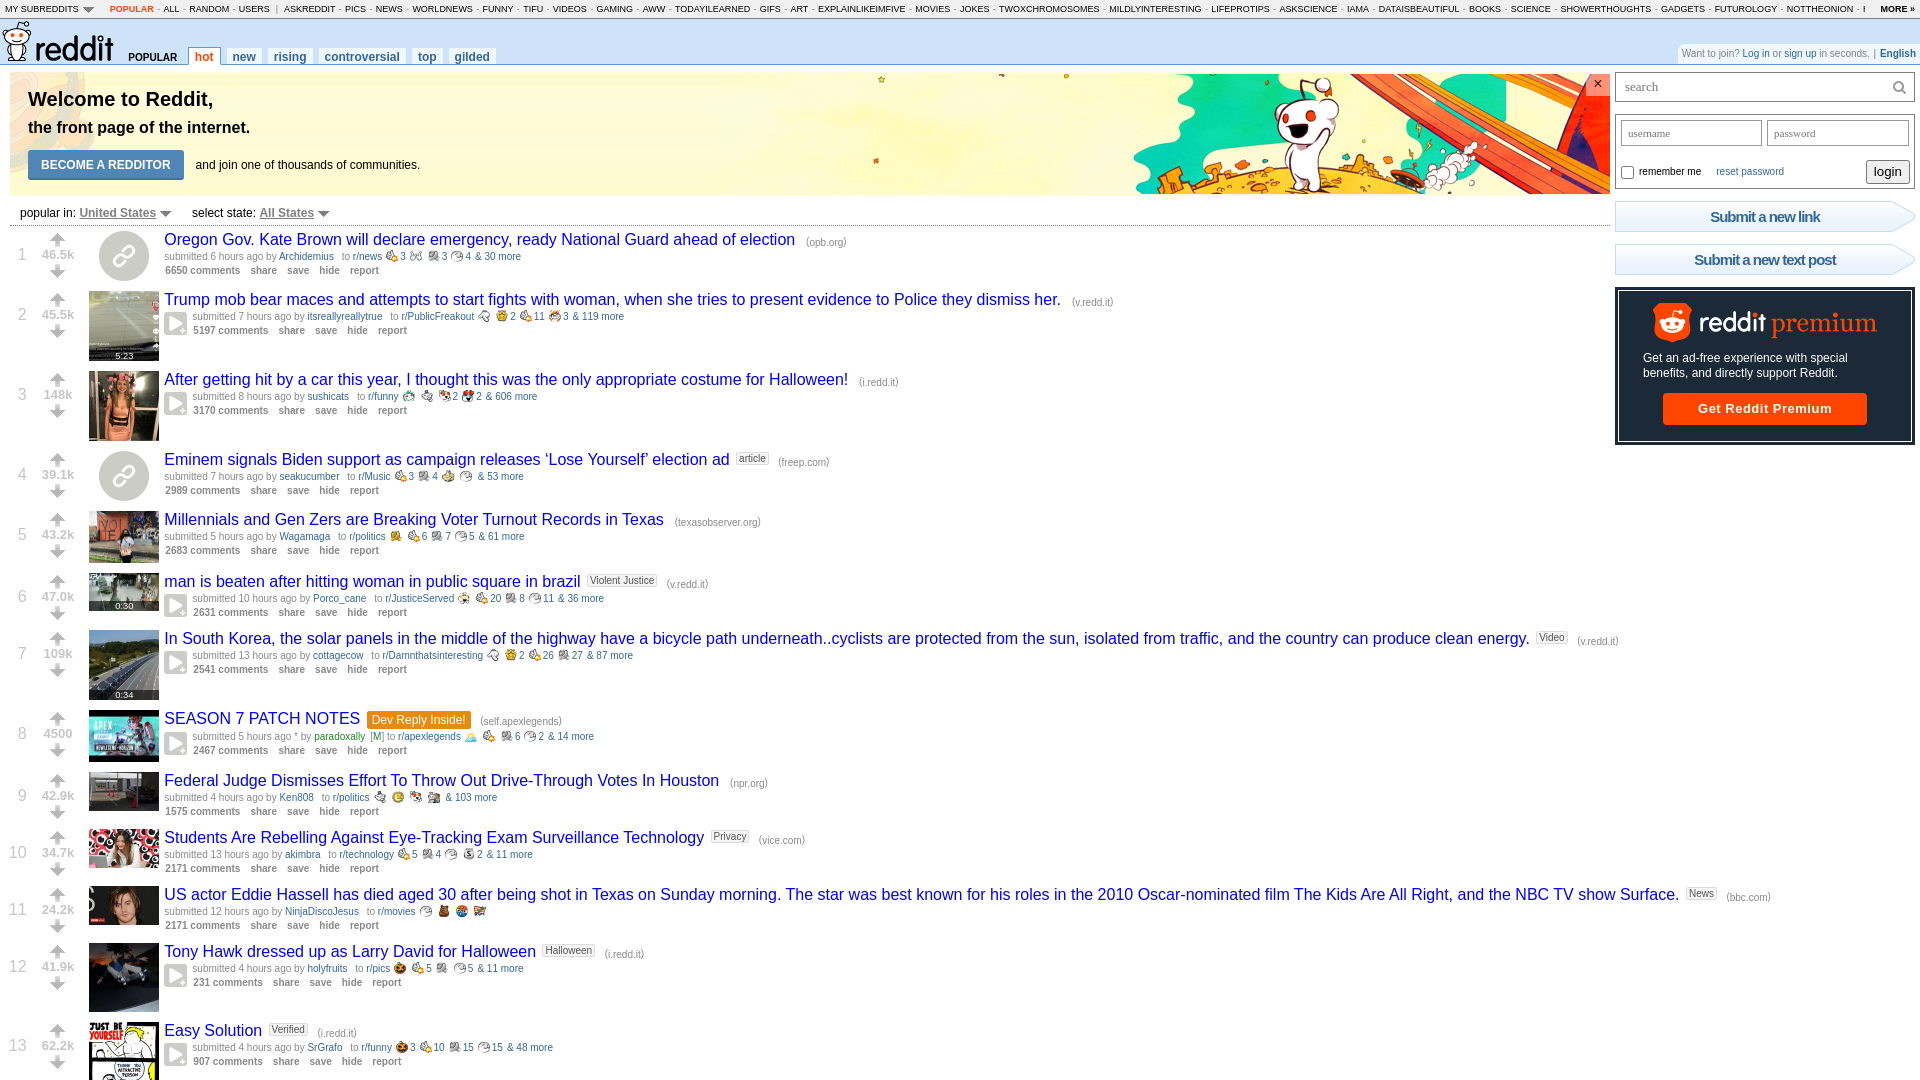 MY SUBREDDITS POPULAR - ALL - RANDOM - USERS | ASKREDDIT - PICS - NEWS - WORLDNEWS - FUNNY - TIFU - VIDEOS - GAMING - AWW - TODAYILEARNED - GIFS - ART - EXPLAINLIKEIMFIVE - MOVIES - JOKES - TWOXCHROMOSOMES - MILDLYINTERESTING - LIFEPROTIPS - ASKSCIENCE - IAMA - DATAISBEAUTIFUL - BOOKS - SCIENCE - SHOWERTHOUGHTS - GADGETS - FUTUROLOGY - NOTTHEONION - MORE »
reddit POPULAR hot new rising controversial top gilded
Want to join? Log in or sign up in seconds. | English
Welcome to Reddit,
the front page of the internet.
BECOME A REDDITOR and join one of thousands of communities.
×
search
username password
remember me reset password login
Submit a new link
Submit a new text post
reddit premium
Get an ad-free experience with special
benefits, and directly support Reddit.
Get Reddit Premium
popular in: United States select state: All States
1 46.5k Oregon Gov. Kate Brown will declare emergency, ready National Guard ahead of election (opb.org)
submitted 6 hours ago by Archidemius to r/news 3 3 4 & 30 more
6650 comments share save hide report
2 45.5k Trump mob bear maces and attempts to start fights with woman, when she tries to present evidence to Police they dismiss her. (v.redd.it)
submitted 7 hours ago by itsreallyreallytrue to r/PublicFreakout 2 11 3 & 119 more
5197 comments share save hide report
5:23
3 148k After getting hit by a car this year, I thought this was the only appropriate costume for Halloween! (i.redd.it)
submitted 8 hours ago by sushicats to r/funny 2 2 & 606 more
3170 comments share save hide report
4 39.1k Eminem signals Biden support as campaign releases ‘Lose Yourself’ election ad article (freep.com)
submitted 7 hours ago by seakucumber to r/Music 3 4 & 53 more
2989 comments share save hide report
5 43.2k Millennials and Gen Zers are Breaking Voter Turnout Records in Texas (texasobserver.org)
submitted 5 hours ago by Wagamaga to r/politics 6 7 5 & 61 more
2683 comments share save hide report
6 47.0k man is beaten after hitting woman in public square in brazil Violent Justice (v.redd.it)
submitted 10 hours ago by Porco_cane to r/JusticeServed 20 8 11 & 36 more
0:30
2631 comments share save hide report
7 109k In South Korea, the solar panels in the middle of the highway have a bicycle path underneath..cyclists are protected from the sun, isolated from traffic, and the country can produce clean energy. Video (v.redd.it)
submitted 13 hours ago by cottagecow to r/Damnthatsinteresting 2 26 27 & 87 more
2541 comments share save hide report
0:34
8 4500 SEASON 7 PATCH NOTES Dev Reply Inside! (self.apexlegends)
submitted 5 hours ago * by paradoxally [M] to r/apexlegends 6 2 & 14 more
2467 comments share save hide report
9 42.9k Federal Judge Dismisses Effort To Throw Out Drive-Through Votes In Houston (npr.org)
submitted 4 hours ago by Ken808 to r/politics & 103 more
1575 comments share save hide report
10 34.7k Students Are Rebelling Against Eye-Tracking Exam Surveillance Technology Privacy (vice.com)
submitted 13 hours ago by akimbra to r/technology 5 4 2 & 11 more
2171 comments share save hide report
11 24.2k US actor Eddie Hassell has died aged 30 after being shot in Texas on Sunday morning. The star was best known for his roles in the 2010 Oscar-nominated film The Kids Are All Right, and the NBC TV show Surface. News (bbc.com)
submitted 12 hours ago by NinjaDiscoJesus to r/movies
2171 comments share save hide report
12 41.9k Tony Hawk dressed up as Larry David for Halloween Halloween (i.redd.it)
submitted 4 hours ago by holyfruits to r/pics 5 5 & 11 more
231 comments share save hide report
13 62.2k Easy Solution Verified (i.redd.it)
submitted 4 hours ago by SrGrafo to r/funny 3 10 15 15 & 48 more
907 comments share save hide report
JUST BE
YOURSELF